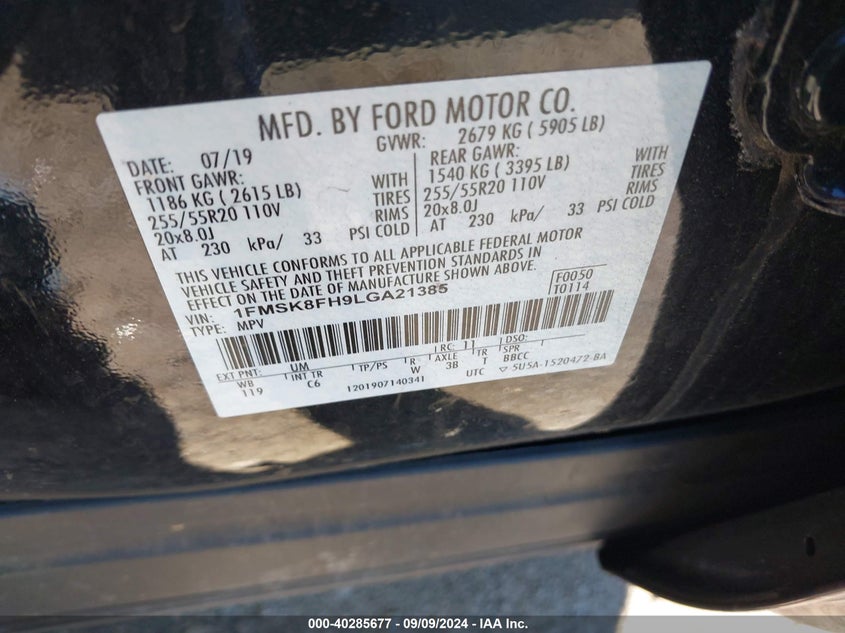 MFD. BY FORD MOTOR CO.
DATE: 07/19 GVWR: 2679 KG ( 5905 LB)
FRONT GAWR: REAR GAWR:
1186 KG ( 2615 LB) WITH 1540 KG ( 3395 LB) WITH
255/55R20 110V TIRES 255/55R20 110V TIRES
20x8.0J RIMS 20x8.0J RIMS
AT 230 kPa/ 33 PSI COLD AT 230 kPa/ 33 PSI COLD
THIS VEHICLE CONFORMS TO ALL APPLICABLE FEDERAL MOTOR
VEHICLE SAFETY AND THEFT PREVENTION STANDARDS IN
EFFECT ON THE DATE OF MANUFACTURE SHOWN ABOVE.
F0050
VIN: 1FMSK8FH9LGA21385
T0114
TYPE: MPV
RC: 11 DSO:
EXT PNT: UM
WB INT TR TP/PS R AXLE TR SPR
119 C6 W 3B T BBCC
1201907140341 UTC ▽ 5U5A-1520472-BA
000-40285677 - 09/09/2024 - IAA Inc.